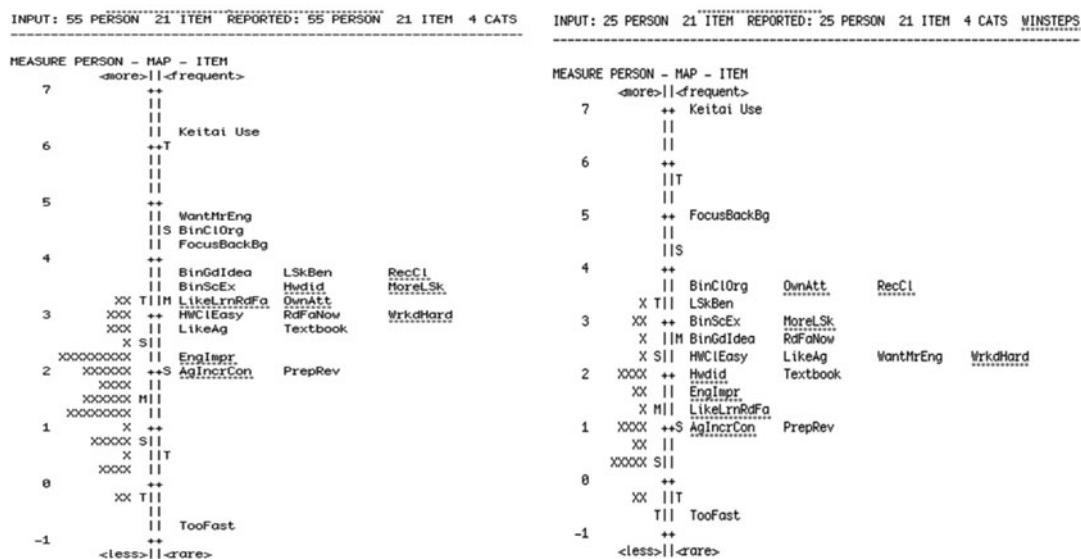 INPUT: 55 PERSON 21 ITEM REPORTED: 55 PERSON 21 ITEM 4 CATS
MEASURE PERSON - MAP - ITEM
<more>||<frequent>
7 ++
||
||
|| Keitai Use
6 ++T
||
||
||
5 ++
|| WantMrEng
||S BinClOrg
|| FocusBackBg
4 ++
|| BinGdIdea LSkBen RecCl
|| BinScEx Hwdid MoreLSk
XX T||M LikeLrnRdFa OwnAtt
3 XXX ++ HWClEasy RdFaNow WrkdHard
XXX || LikeAg Textbook
X S||
XXXXXXXXX || EngImpr
2 XXXXXX ++S AgIncrCon PrepRev
XXXX ||
XXXXXX M||
XXXXXXXX ||
1 X ++
XXXXX S||
X ||T
XXXX ||
0 ++
XX T||
||
|| TooFast
-1 ++
<less>||<rare>
INPUT: 25 PERSON 21 ITEM REPORTED: 25 PERSON 21 ITEM 4 CATS WINSTEPS
MEASURE PERSON - MAP - ITEM
<more>||<frequent>
7 ++ Keitai Use
||
||
6 ++
||T
||
5 ++ FocusBackBg
||
||S
4 ++
|| BinClOrg OwnAtt RecCl
X T|| LSkBen
3 XX ++ BinScEx MoreLSk
X ||M BinGdIdea RdFaNow
X S|| HWClEasy LikeAg WantMrEng WrkdHard
2 XXXX ++ Hwdid Textbook
XX || EngImpr
X M|| LikeLrnRdFa
1 XXXX ++S AgIncrCon PrepRev
XX ||
XXXXX S||
0 ++
XX ||T
T|| TooFast
-1 ++
<less>||<rare>